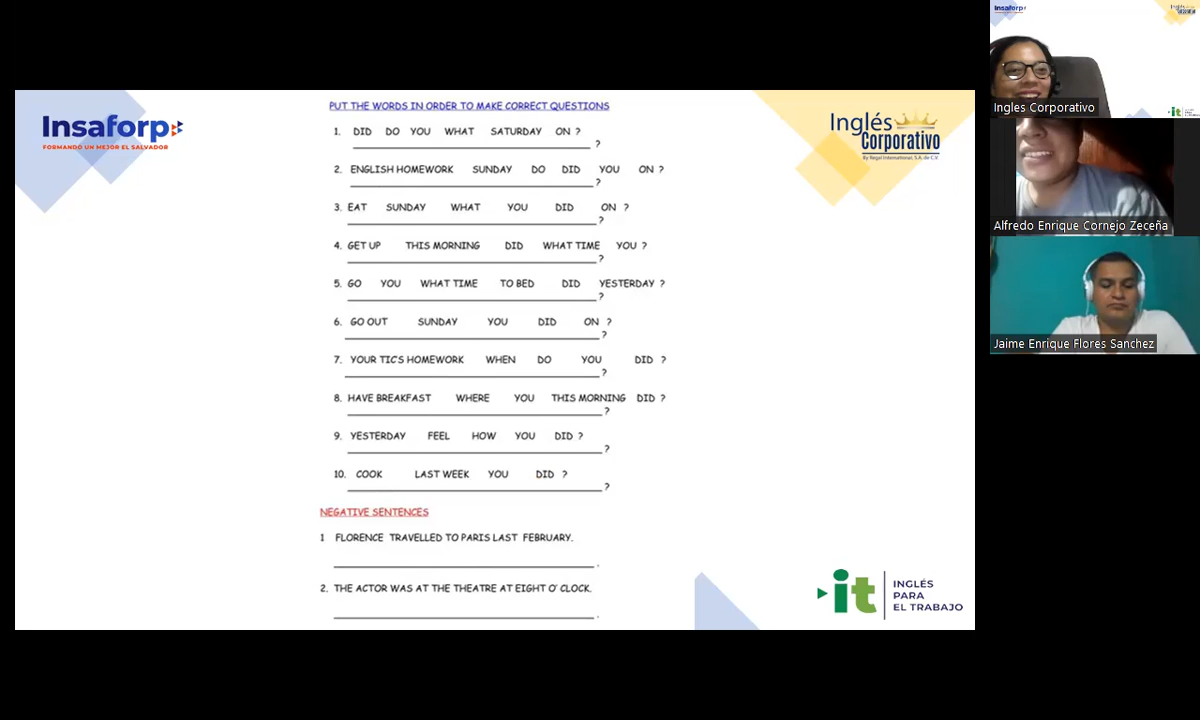 Insaforp
FORMANDO UN MEJOR EL SALVADOR
PUT THE WORDS IN ORDER TO MAKE CORRECT QUESTIONS
1. DID DO YOU WHAT SATURDAY ON ?
?
2. ENGLISH HOMEWORK SUNDAY DO DID YOU ON ?
?
3. EAT SUNDAY WHAT YOU DID ON ?
?
4. GET UP THIS MORNING DID WHAT TIME YOU ?
?
5. GO YOU WHAT TIME TO BED DID YESTERDAY ?
?
6. GO OUT SUNDAY YOU DID ON ?
?
7. YOUR TIC'S HOMEWORK WHEN DO YOU DID ?
?
8. HAVE BREAKFAST WHERE YOU THIS MORNING DID ?
?
9. YESTERDAY FEEL HOW YOU DID ?
?
10. COOK LAST WEEK YOU DID ?
?
NEGATIVE SENTENCES
1 FLORENCE TRAVELLED TO PARIS LAST FEBRUARY.
.
2. THE ACTOR WAS AT THE THEATRE AT EIGHT O' CLOCK.
.
Inglés
Corporativo
By Regal International, S.A. de C.V.
it
INGLÉS
PARA
EL TRABAJO
Insaforp
Inglés
Corporativo
Ingles Corporativo
Alfredo Enrique Cornejo Zeceña
Jaime Enrique Flores Sanchez